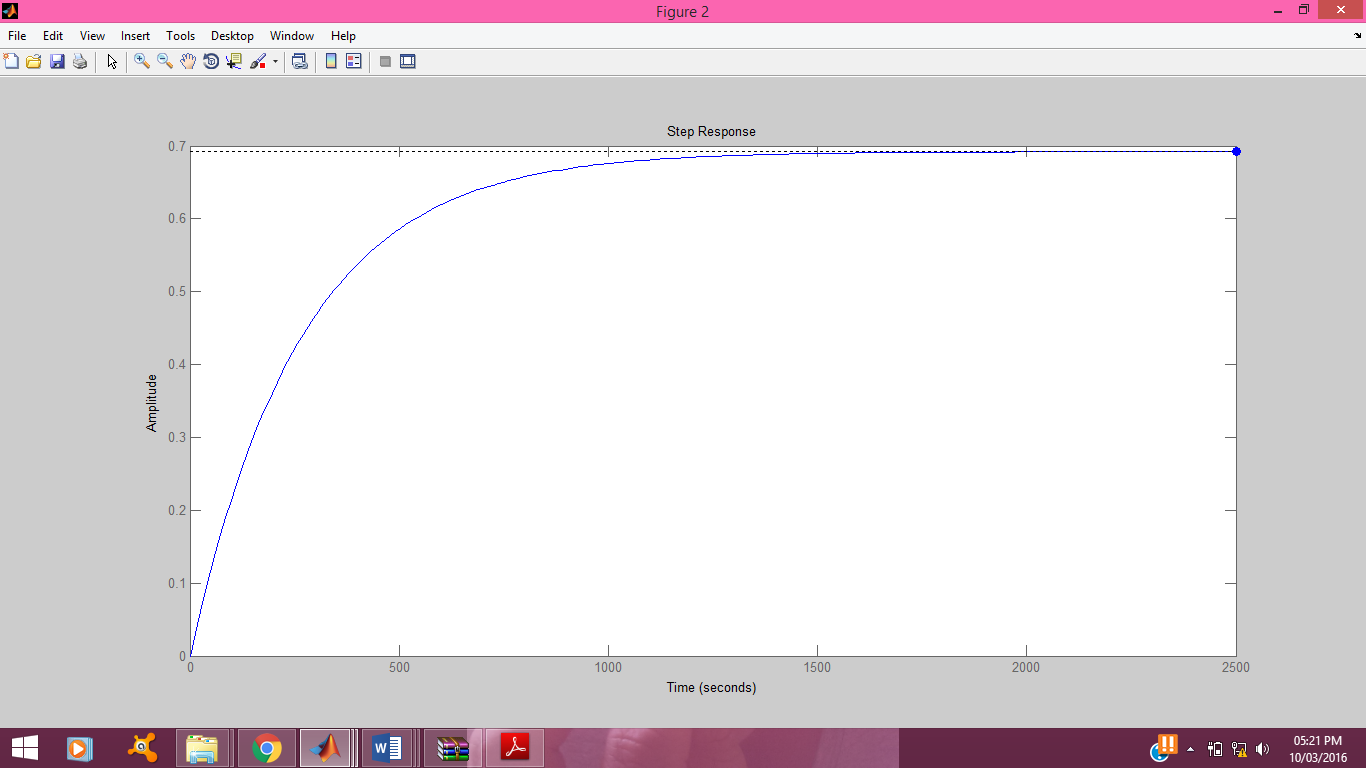 Figure 2
File Edit View Insert Tools Desktop Window Help
Step Response
0.7
0.6
0.5
0.4
0.3
0.2
0.1
0
Amplitude
0 500 1000 1500 2000 2500
Time (seconds)
05:21 PM
10/03/2016